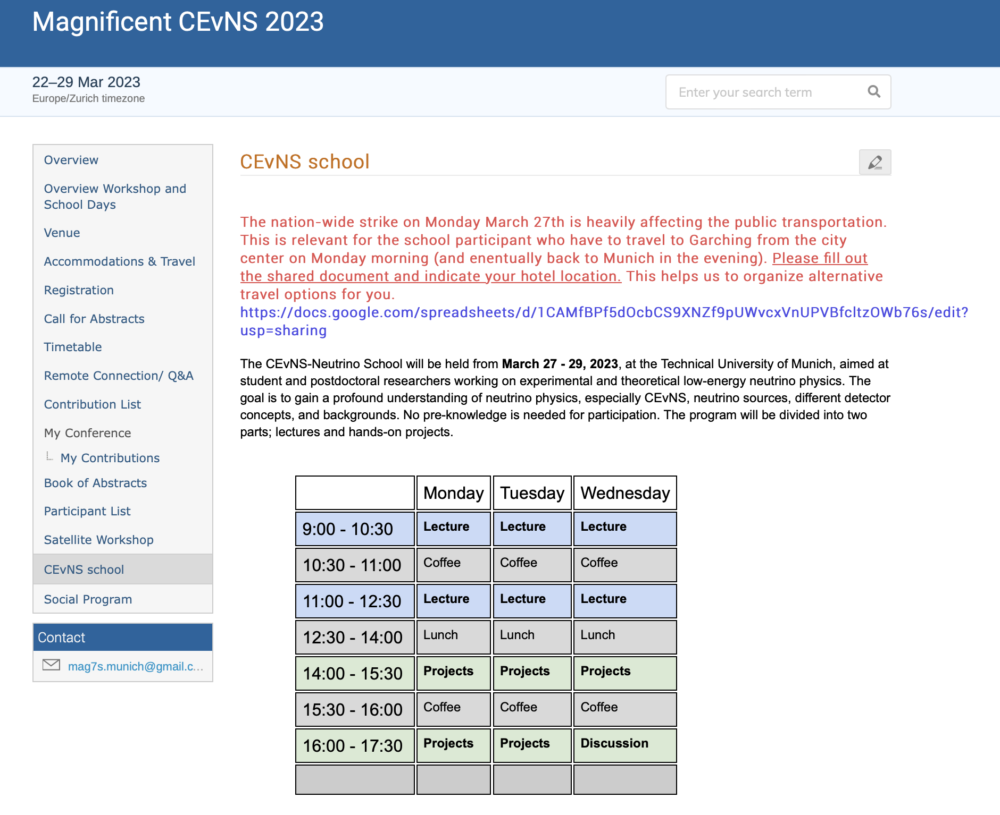 Magnificent CEvNS 2023
22–29 Mar 2023
Europe/Zurich timezone
Enter your search term
Overview
Overview Workshop and
School Days
Venue
Accommodations & Travel
Registration
Call for Abstracts
Timetable
Remote Connection/ Q&A
Contribution List
My Conference
My Contributions
Book of Abstracts
Participant List
Satellite Workshop
CEvNS school
Social Program
Contact
mag7s.munich@gmail.c...
CEvNS school
The nation-wide strike on Monday March 27th is heavily affecting the public transportation.
This is relevant for the school participant who have to travel to Garching from the city
center on Monday morning (and enentually back to Munich in the evening). Please fill out
the shared document and indicate your hotel location. This helps us to organize alternative
travel options for you.
https://docs.google.com/spreadsheets/d/1CAMfBPf5dOcbCS9XNZf9pUWvcxVnUPVBfcltzOWb76s/edit?
usp=sharing
The CEvNS-Neutrino School will be held from March 27 - 29, 2023, at the Technical University of Munich, aimed at
student and postdoctoral researchers working on experimental and theoretical low-energy neutrino physics. The
goal is to gain a profound understanding of neutrino physics, especially CEvNS, neutrino sources, different detector
concepts, and backgrounds. No pre-knowledge is needed for participation. The program will be divided into two
parts; lectures and hands-on projects.
Monday Tuesday Wednesday
9:00 - 10:30 Lecture Lecture Lecture
10:30 - 11:00 Coffee Coffee Coffee
11:00 - 12:30 Lecture Lecture Lecture
12:30 - 14:00 Lunch Lunch Lunch
14:00 - 15:30 Projects Projects Projects
15:30 - 16:00 Coffee Coffee Coffee
16:00 - 17:30 Projects Projects Discussion